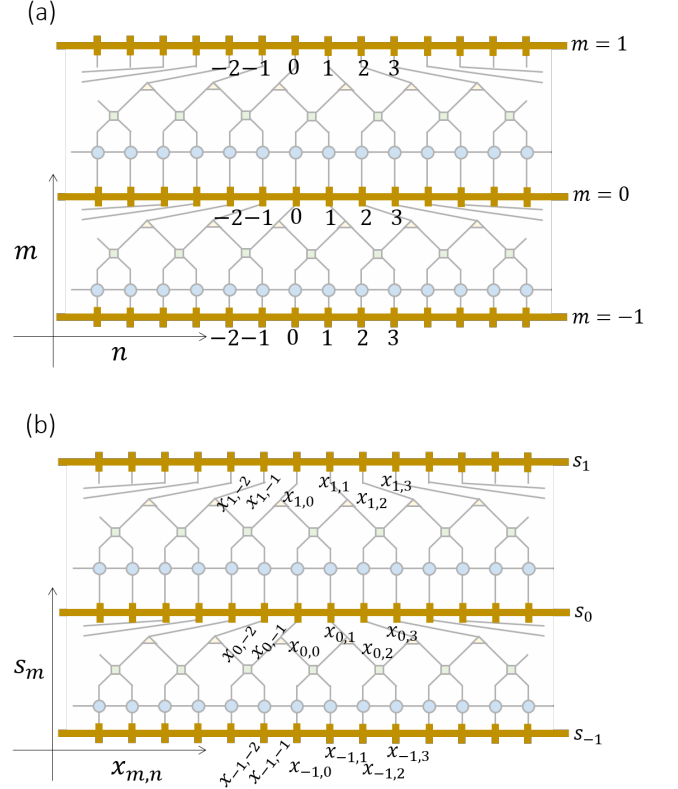 (a)
m = 1
−2−1 0 1 2 3
m = 0
−2−1 0 1 2 3
m
m = −1
−2−1 0 1 2 3
n
(b)
s₁
x₁,₋₂ x₁,₋₁ x₁,₀ x₁,₁ x₁,₂ x₁,₃
s₀
x₀,₋₂ x₀,₋₁ x₀,₀ x₀,₁ x₀,₂ x₀,₃
sₘ
s₋₁
x₋₁,₋₂ x₋₁,₋₁ x₋₁,₀ x₋₁,₁ x₋₁,₂ x₋₁,₃
xₘ,ₙ